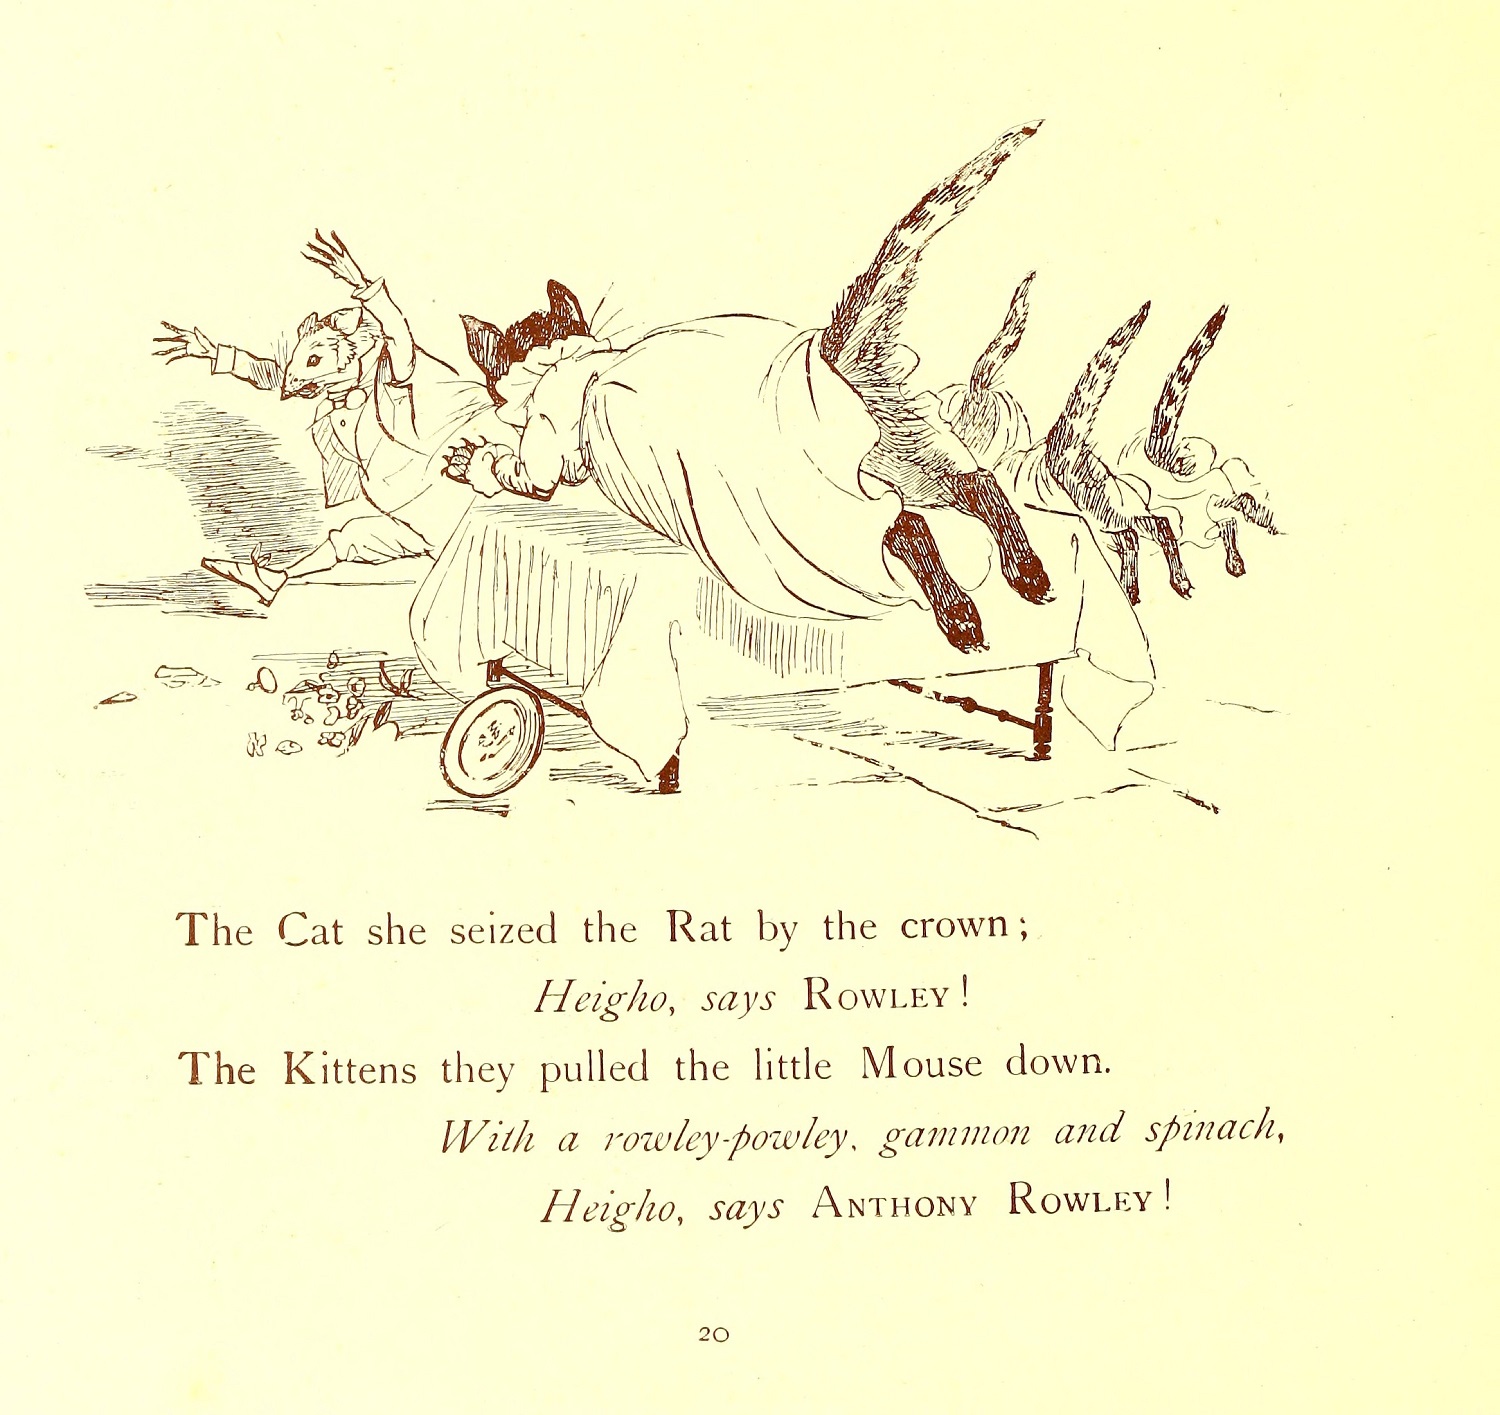 The Cat she seized the Rat by the crown;
Heigho, says ROWLEY!
The Kittens they pulled the little Mouse down.
With a rowley-powley, gammon and spinach,
Heigho, says ANTHONY ROWLEY!
20